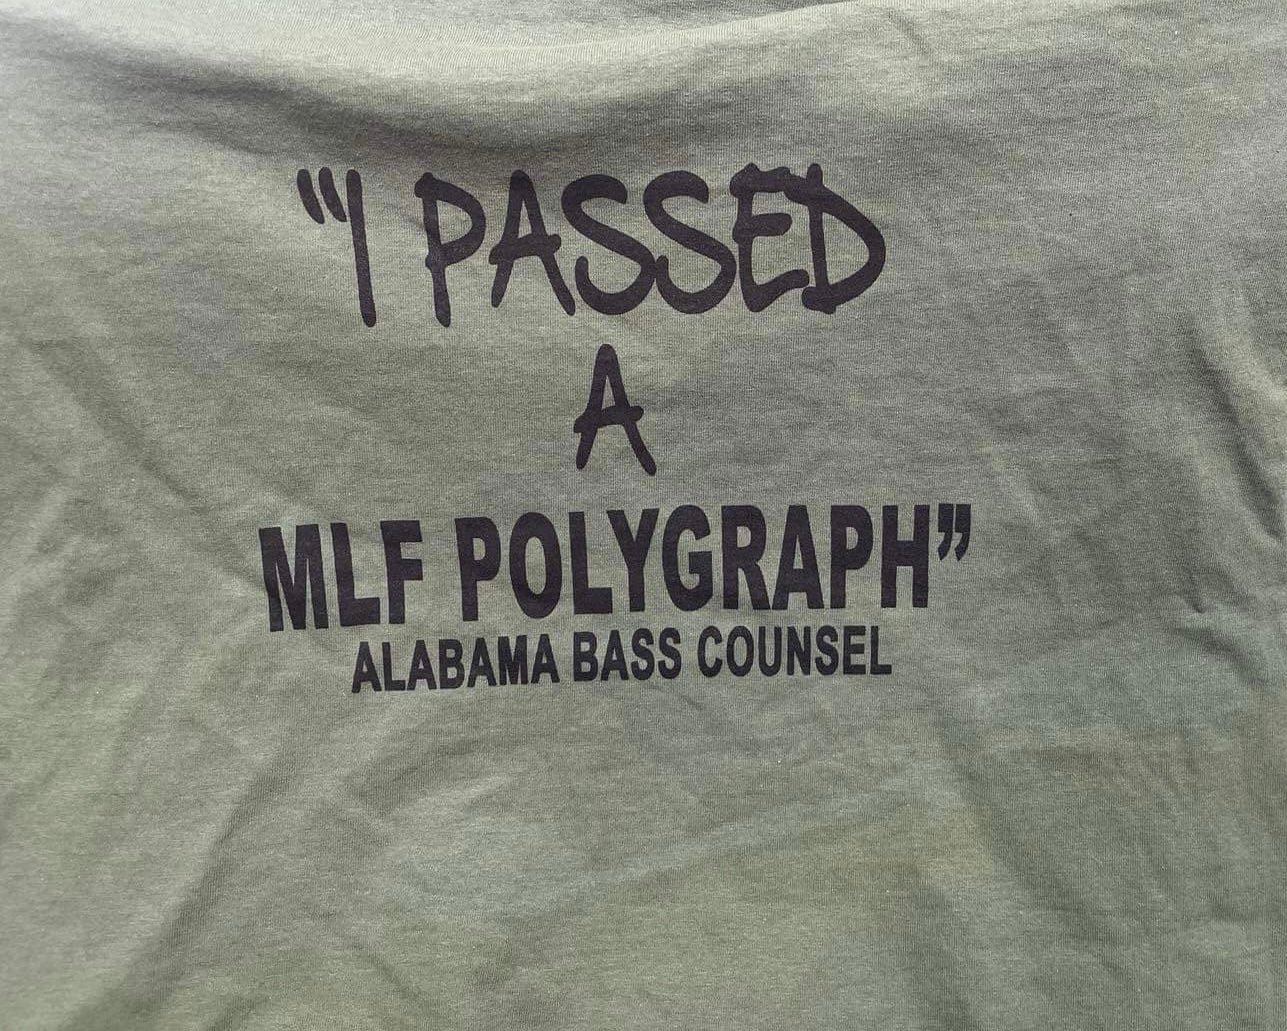 "I PASSED
A
MLF POLYGRAPH"
ALABAMA BASS COUNSEL